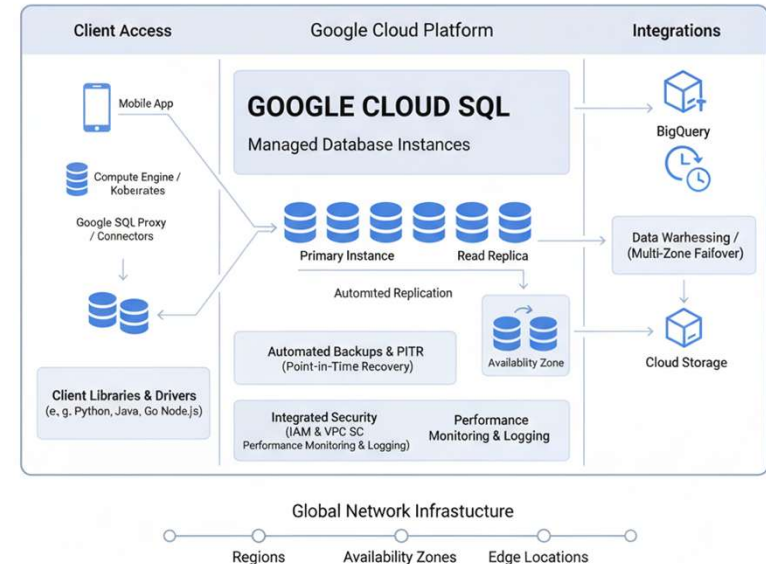 Client Access
Google Cloud Platform
Integrations
Mobile App
Compute Engine /
Kobeirates
Google SQL Proxy
/ Connectors
Client Libraries & Drivers
(e, g. Python, Java, Go Node.js)
GOOGLE CLOUD SQL
Managed Database Instances
Primary Instance
Read Replica
Automited Replication
Availablity Zone
Automated Backups & PITR
(Point-in-Time Recovery)
Integrated Security
(IAM & VPC SC
Performance Monitoring & Logging)
Performance
Monitoring & Logging
BigQuery
Data Warhessing /
(Multi-Zone Faifover)
Cloud Storage
Global Network Infrastucture
Regions
Availability Zones
Edge Locations